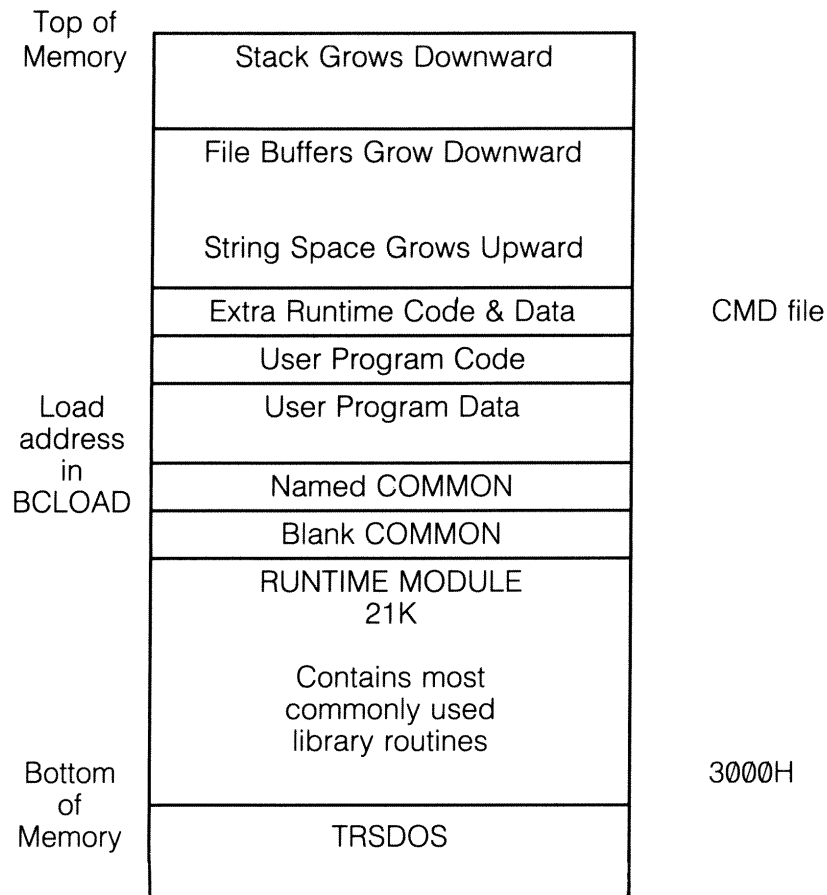 Top of
Memory
Stack Grows Downward
File Buffers Grow Downward
String Space Grows Upward
Extra Runtime Code & Data
CMD file
User Program Code
Load
address
in
BCLOAD
User Program Data
Named COMMON
Blank COMMON
RUNTIME MODULE
21K
Contains most
commonly used
library routines
Bottom
of
Memory
3000H
TRSDOS